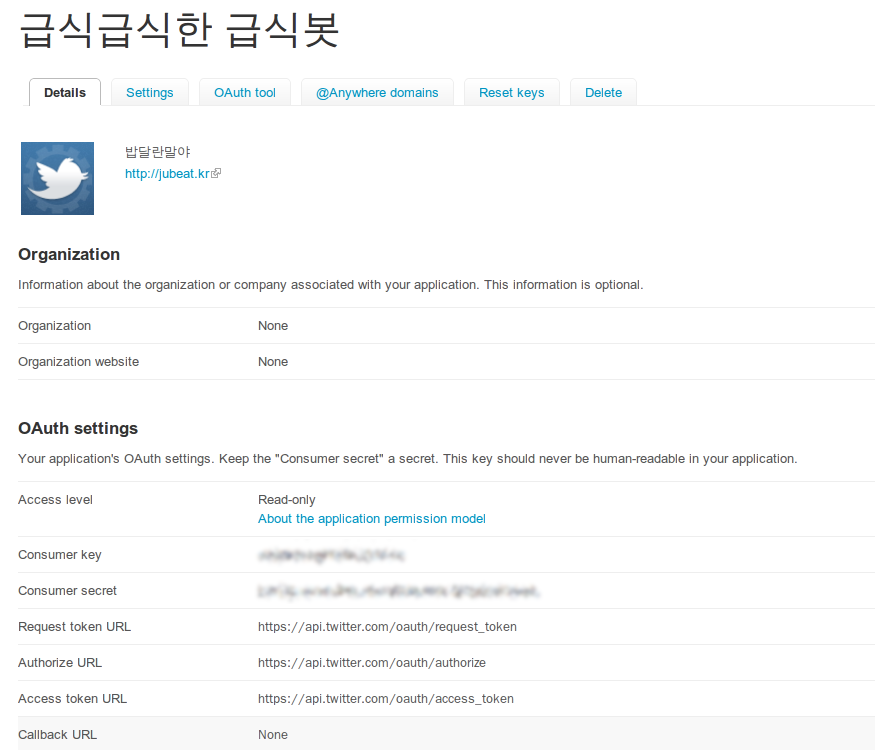 급식급식한 급식봇
Details Settings OAuth tool @Anywhere domains Reset keys Delete
밥달란말야
http://jubeat.kr
Organization
Information about the organization or company associated with your application. This information is optional.
Organization None
Organization website None
OAuth settings
Your application's OAuth settings. Keep the "Consumer secret" a secret. This key should never be human-readable in your application.
Access level Read-only
About the application permission model
Consumer key
Consumer secret
Request token URL https://api.twitter.com/oauth/request_token
Authorize URL https://api.twitter.com/oauth/authorize
Access token URL https://api.twitter.com/oauth/access_token
Callback URL None